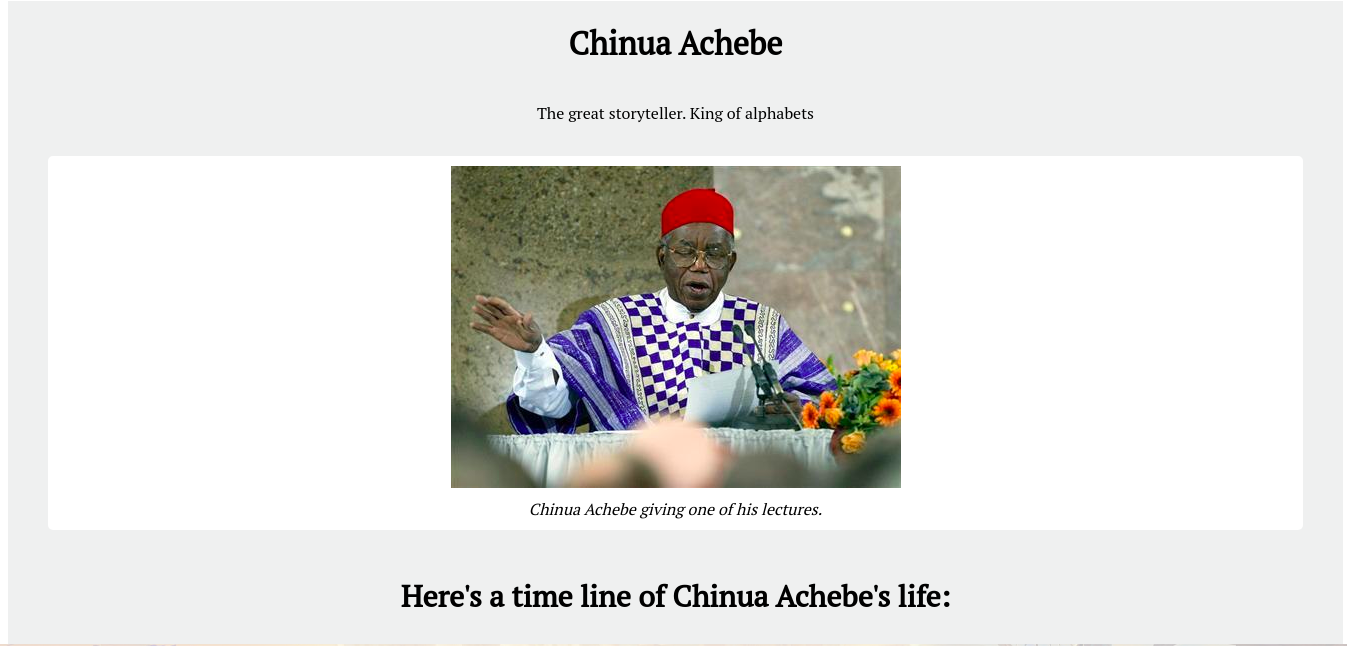 Chinua Achebe
The great storyteller. King of alphabets
Chinua Achebe giving one of his lectures.
Here's a time line of Chinua Achebe's life: